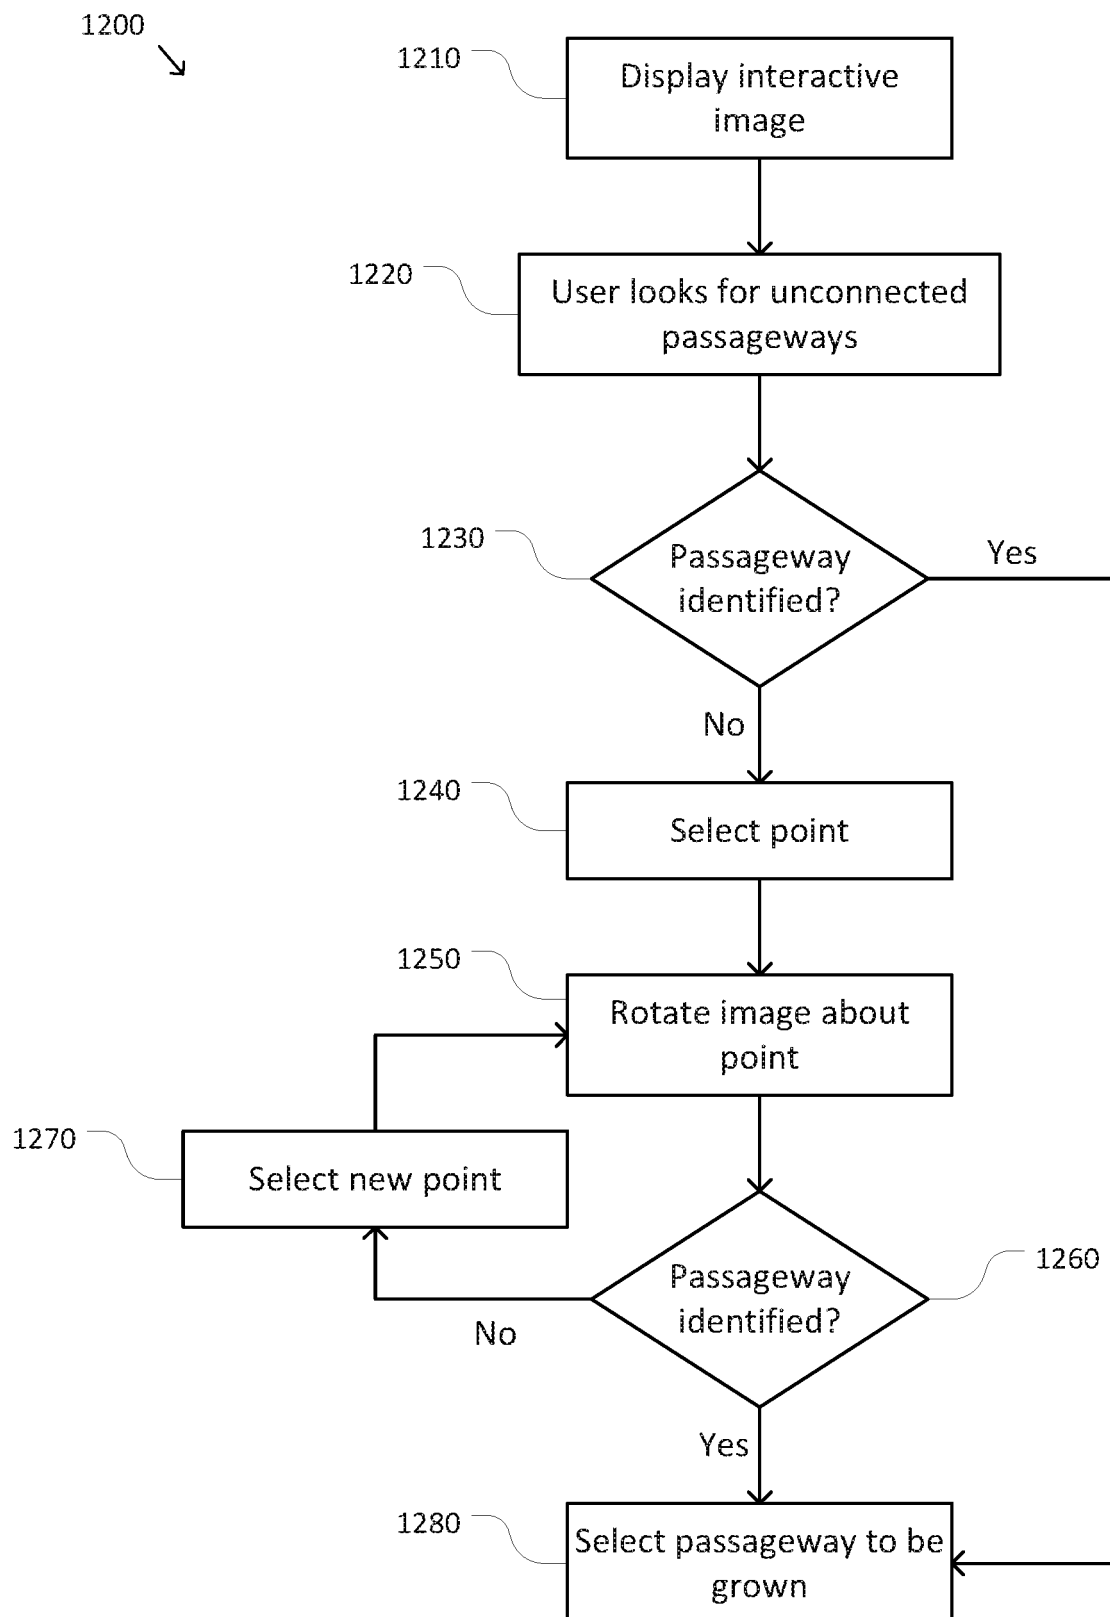 1200
1210
Display interactive
image
1220
User looks for unconnected
passageways
1230
Passageway
identified?
Yes
No
1240
Select point
1250
Rotate image about
point
1270
Select new point
Passageway
identified?
1260
No
Yes
1280
Select passageway to be
grown